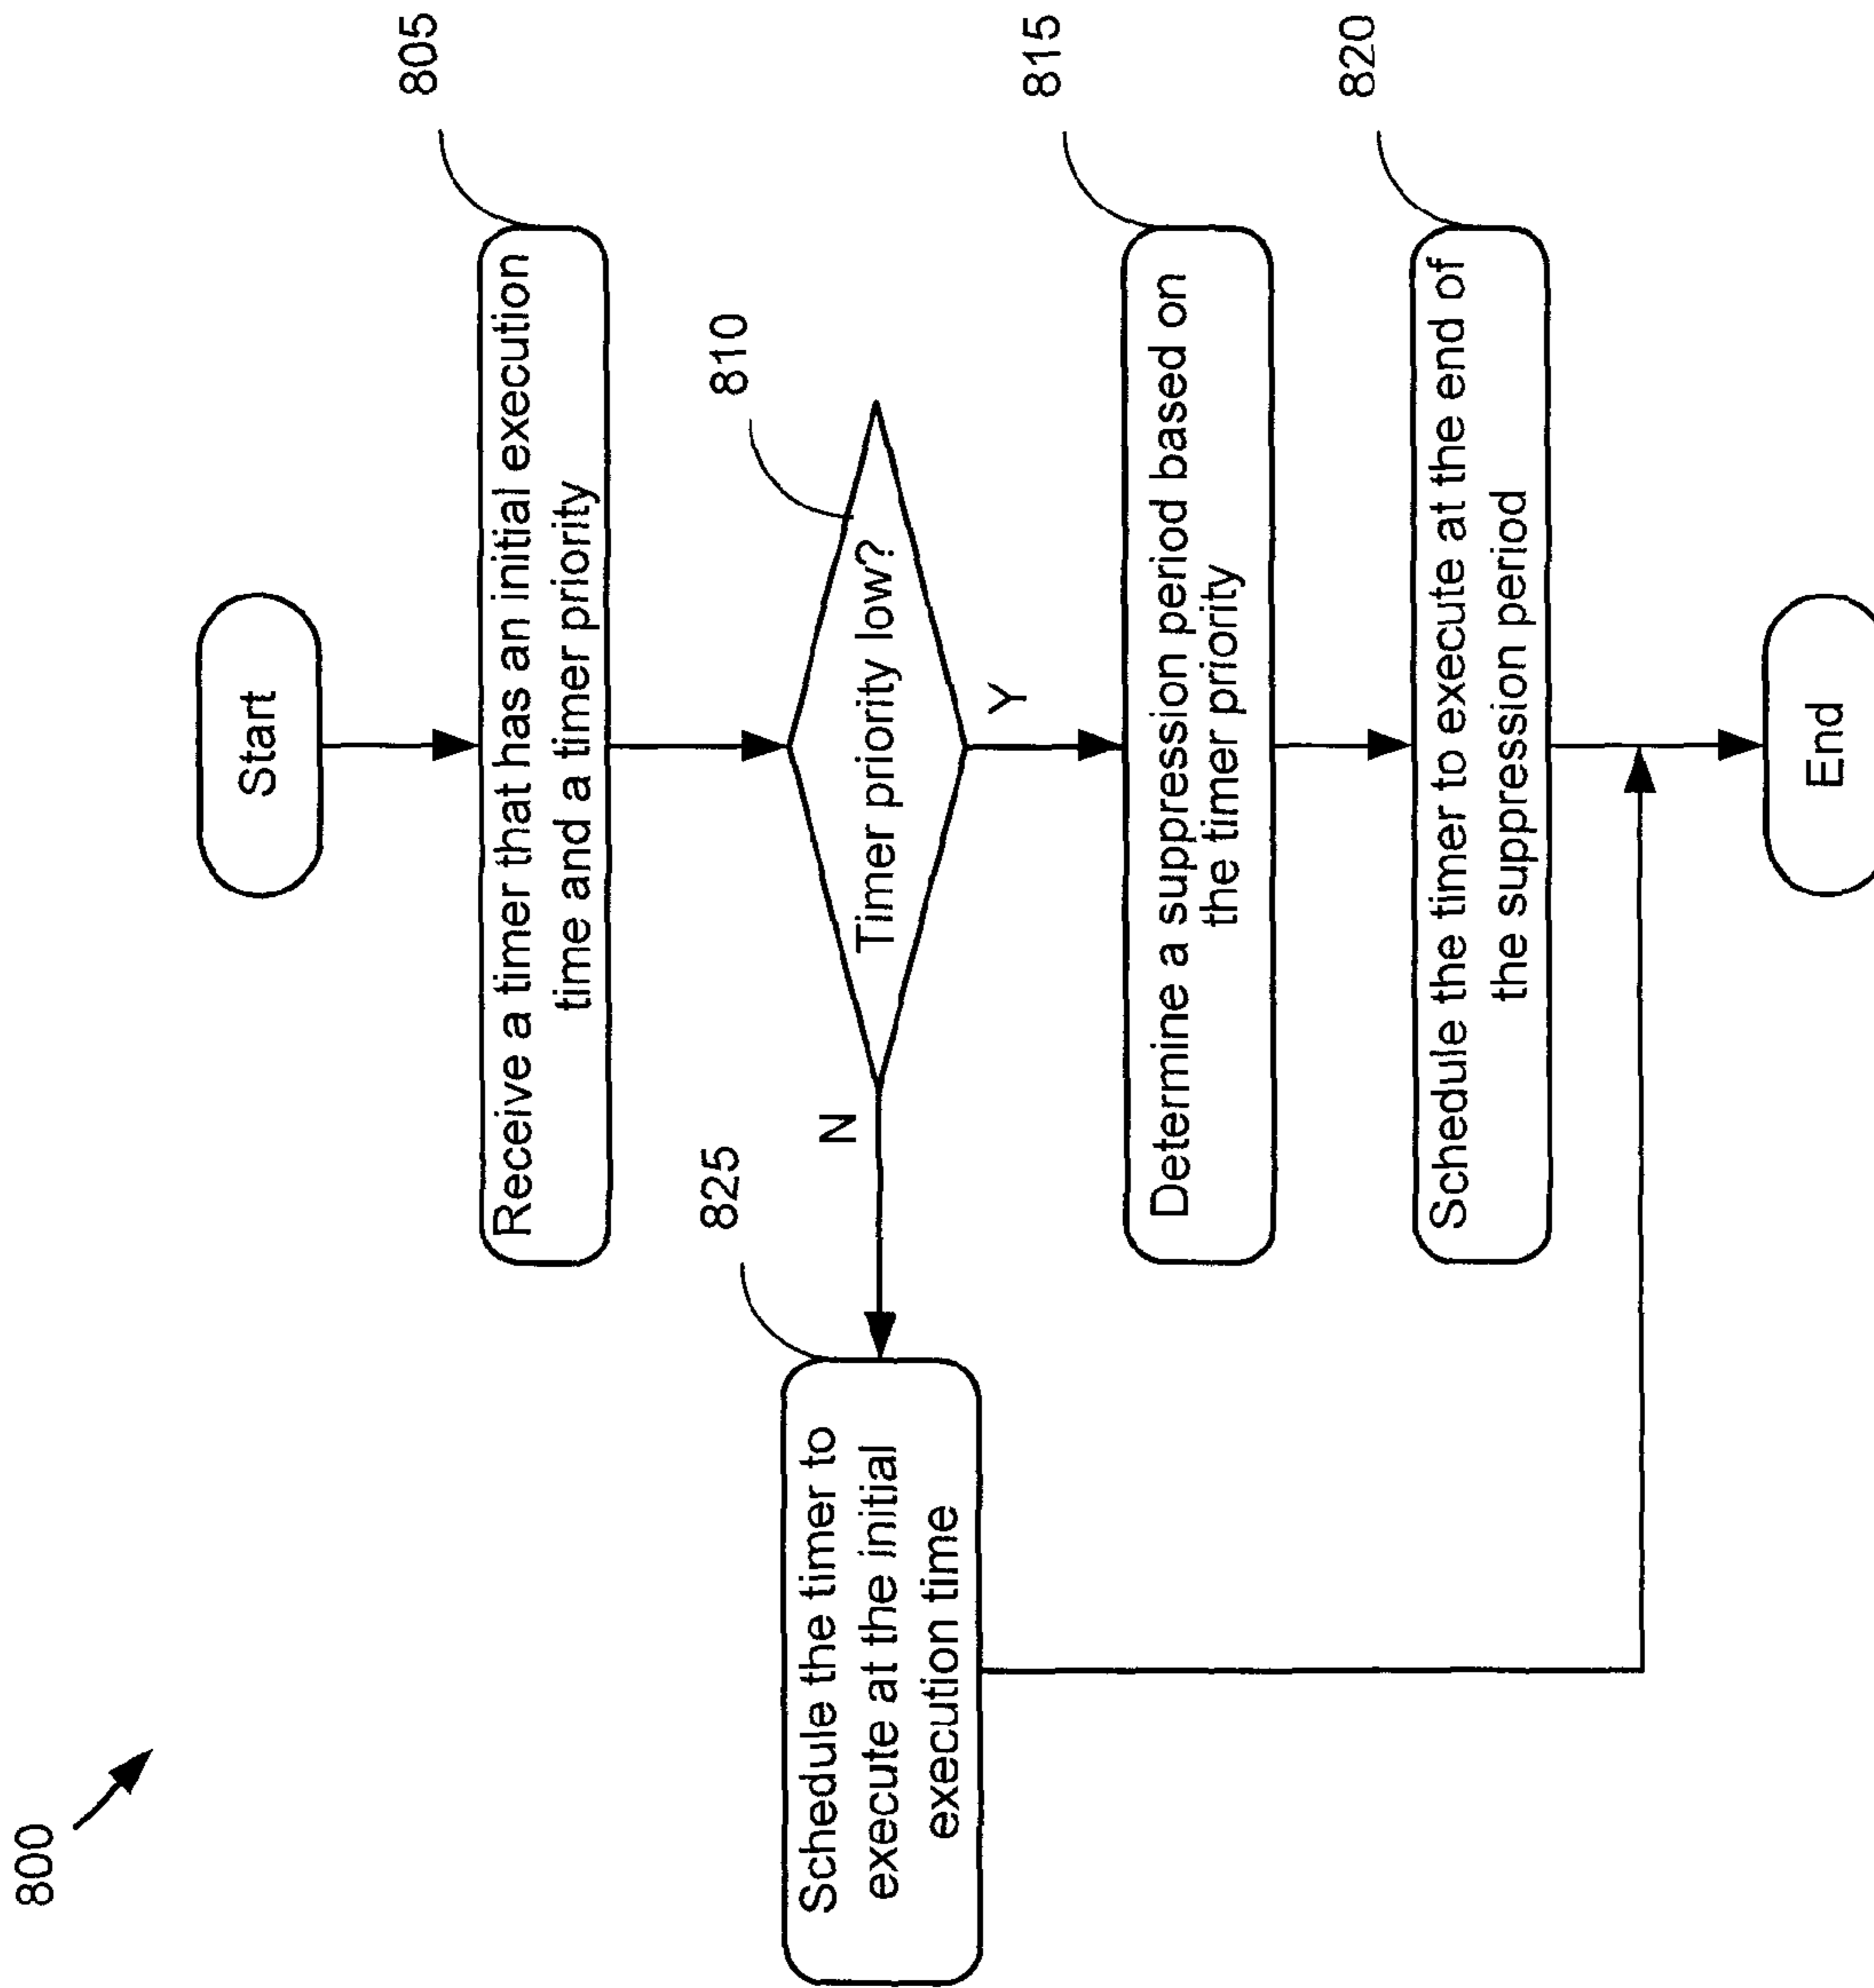 800
Start
805
Receive a timer that has an initial execution
time and a timer priority
810
Timer priority low?
N
Y
825
Schedule the timer to
execute at the initial
execution time
815
Determine a suppression period based on
the timer priority
820
Schedule the timer to execute at the end of
the suppression period
End